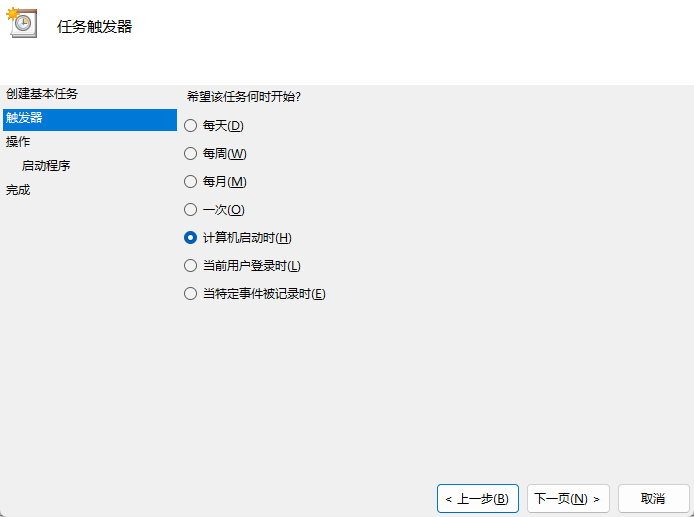 任务触发器
创建基本任务
触发器
操作
启动程序
完成
希望该任务何时开始?
每天(D)
每周(W)
每月(M)
一次(O)
计算机启动时(H)
当前用户登录时(L)
当特定事件被记录时(E)
< 上一步(B)
下一页(N) >
取消